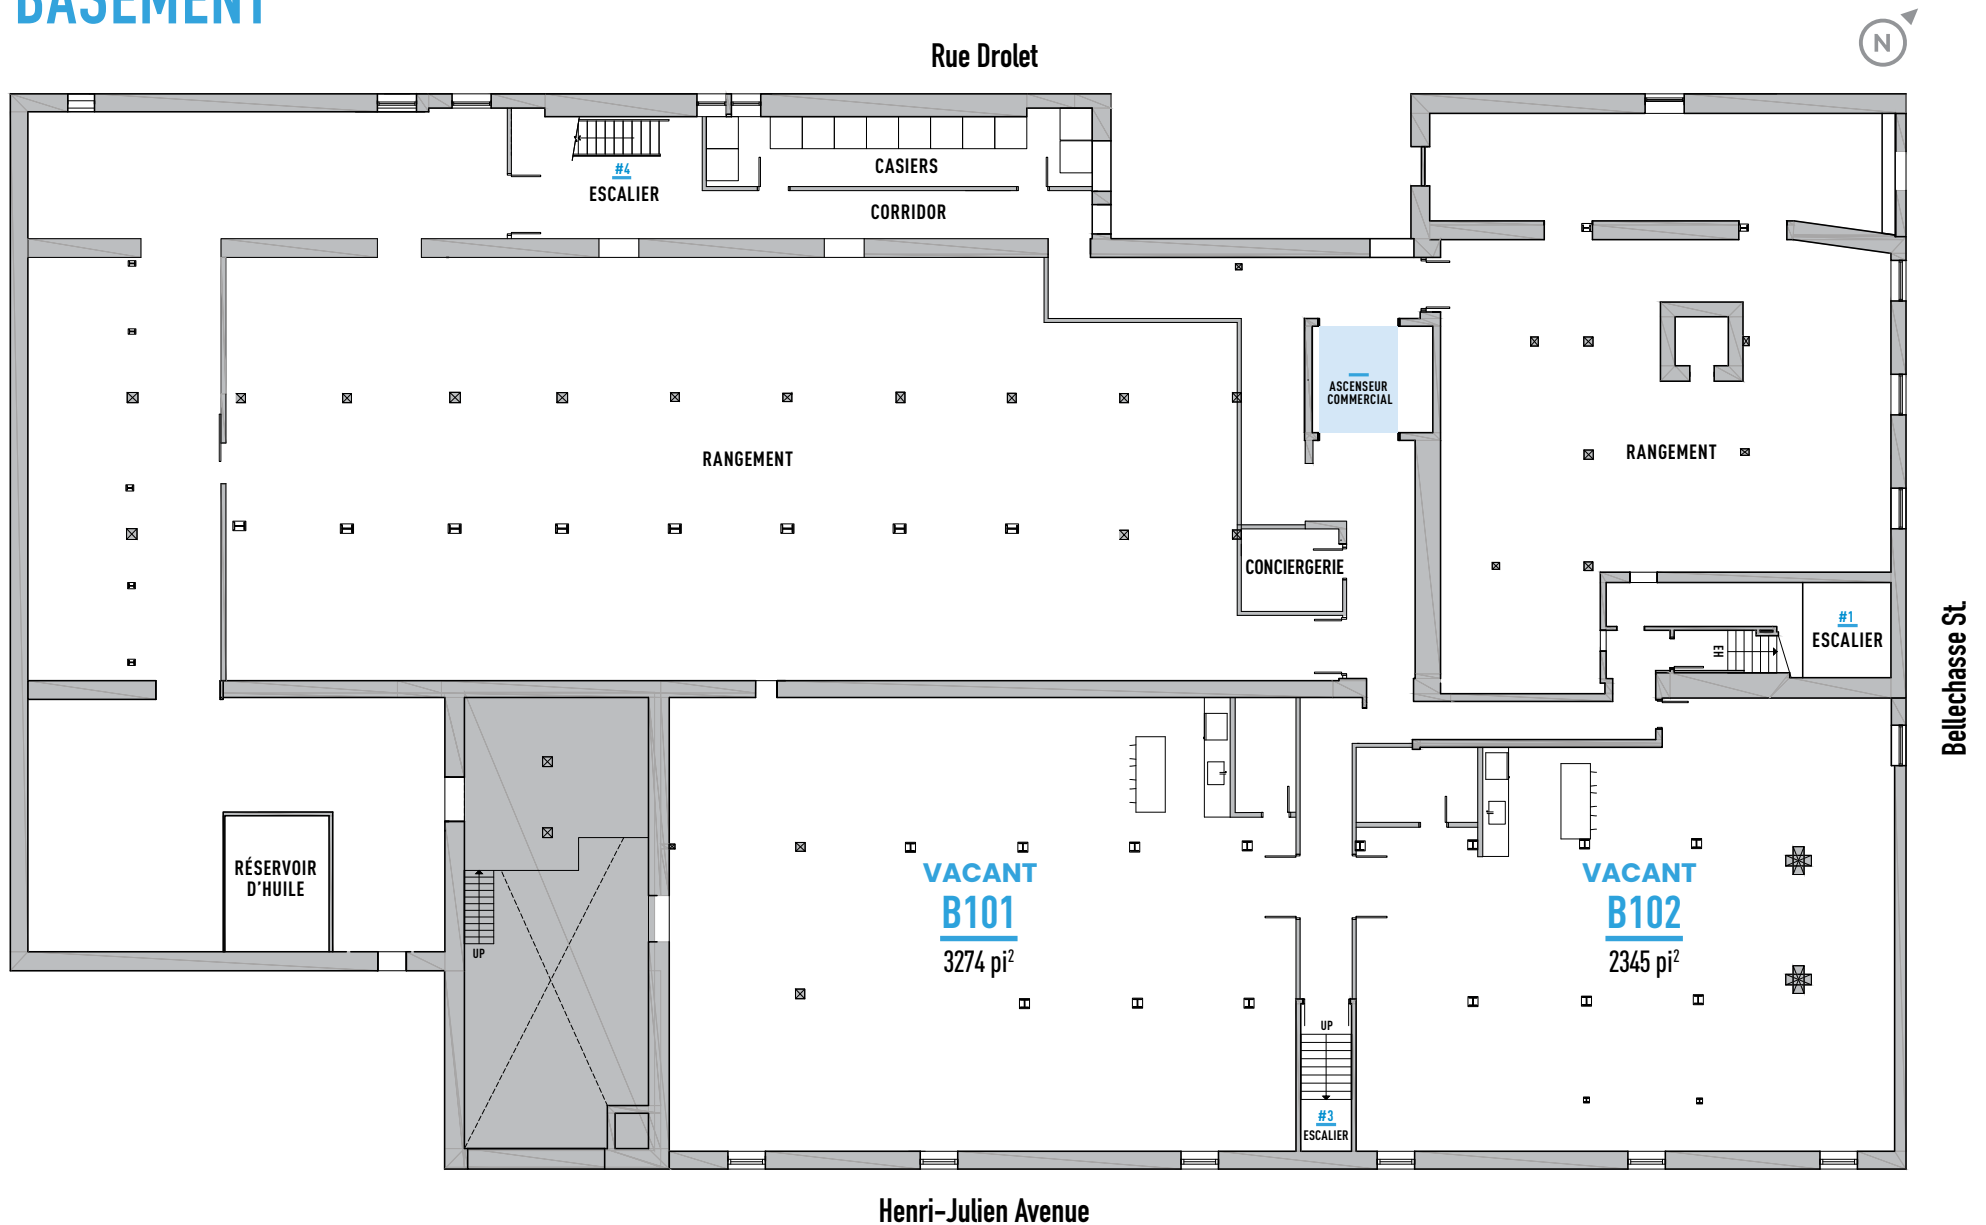 BASEMENT
N
Rue Drolet
#4
ESCALIER
CASIERS
CORRIDOR
ASCENSEUR
COMMERCIAL
RANGEMENT
RANGEMENT
CONCIERGERIE
#1
ESCALIER
EH
Bellechasse St.
RÉSERVOIR
D'HUILE
UP
VACANT
B101
3274 pi²
VACANT
B102
2345 pi²
UP
#3
ESCALIER
Henri-Julien Avenue